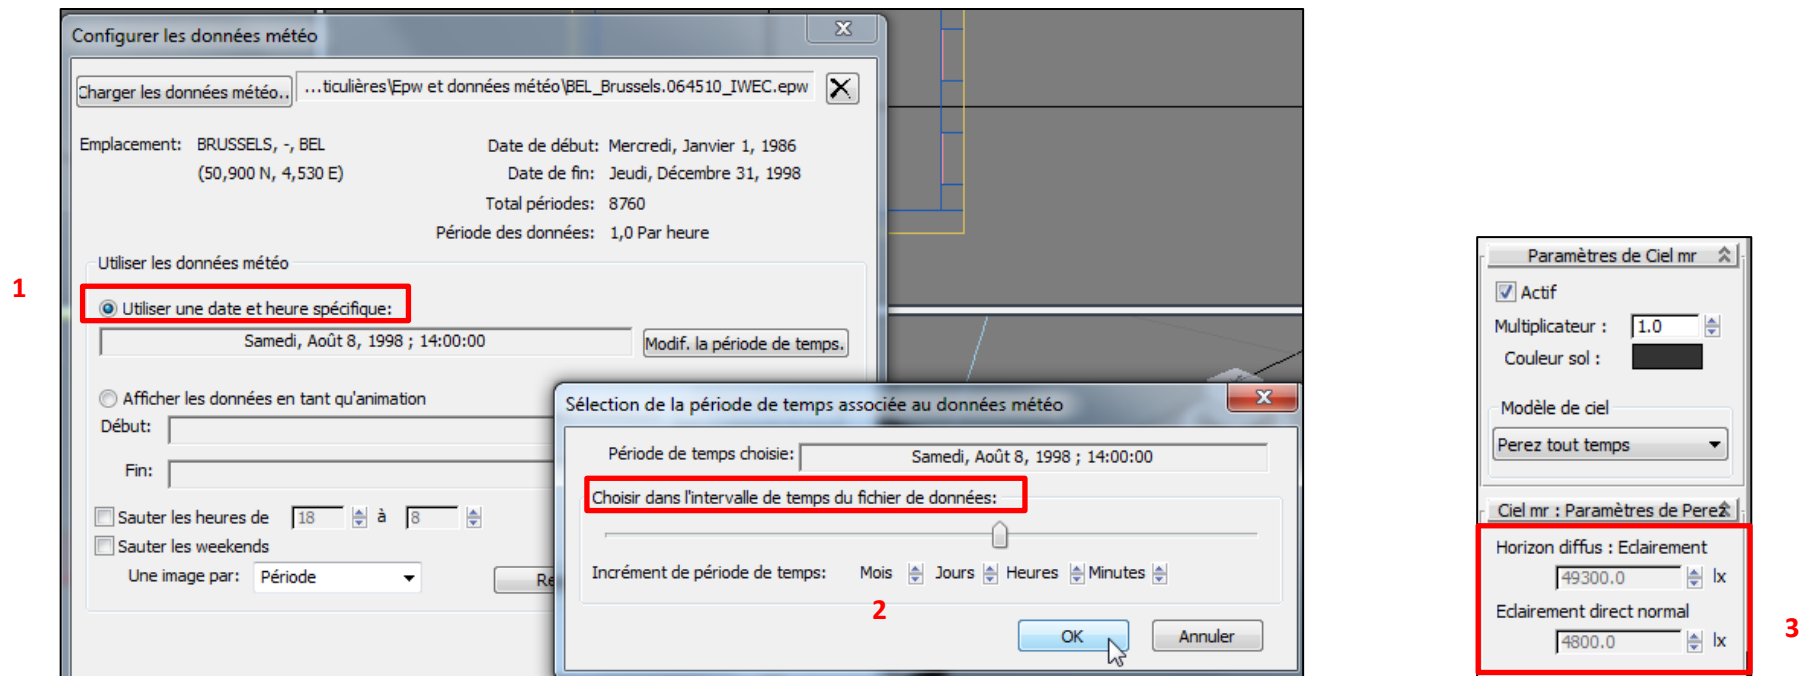 Configurer les données météo
Charger les données météo.. ...ticulières\Epw et données météo\BEL_Brussels.064510_IWEC.epw
Emplacement: BRUSSELS, -, BEL
(50,900 N, 4,530 E)
Date de début: Mercredi, Janvier 1, 1986
Date de fin: Jeudi, Décembre 31, 1998
Total périodes: 8760
Période des données: 1,0 Par heure
Utiliser les données météo
1
Utiliser une date et heure spécifique:
Samedi, Août 8, 1998 ; 14:00:00
Modif. la période de temps.
Afficher les données en tant qu'animation
Début:
Fin:
Sauter les heures de 18 à 8
Sauter les weekends
Une image par: Période
Re
Sélection de la période de temps associée au données météo
Période de temps choisie: Samedi, Août 8, 1998 ; 14:00:00
Choisir dans l'intervalle de temps du fichier de données:
Incrément de période de temps: Mois Jours Heures Minutes
2
OK Annuler
Paramètres de Ciel mr
Actif
Multiplicateur : 1.0
Couleur sol :
Modèle de ciel
Perez tout temps
Ciel mr : Paramètres de Perez
Horizon diffus : Eclairement
49300.0 lx
Eclairement direct normal
4800.0 lx
3